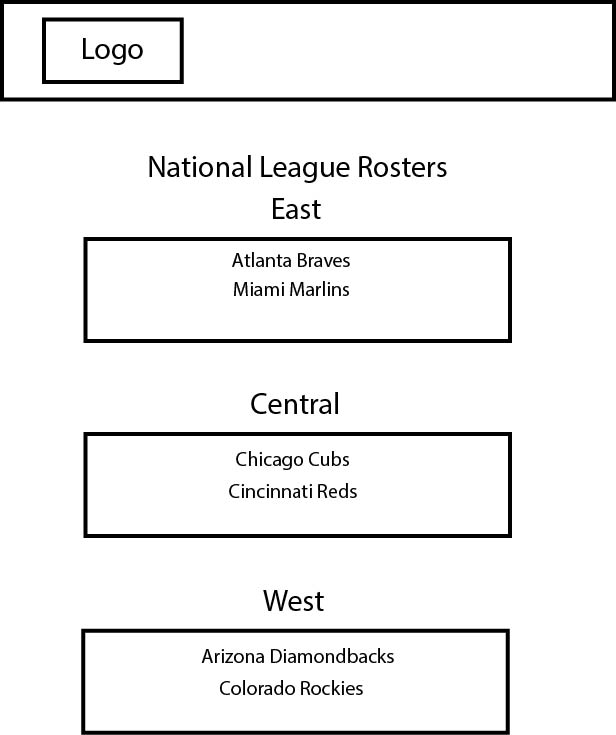 Logo
National League Rosters
East
Atlanta Braves
Miami Marlins
Central
Chicago Cubs
Cincinnati Reds
West
Arizona Diamondbacks
Colorado Rockies